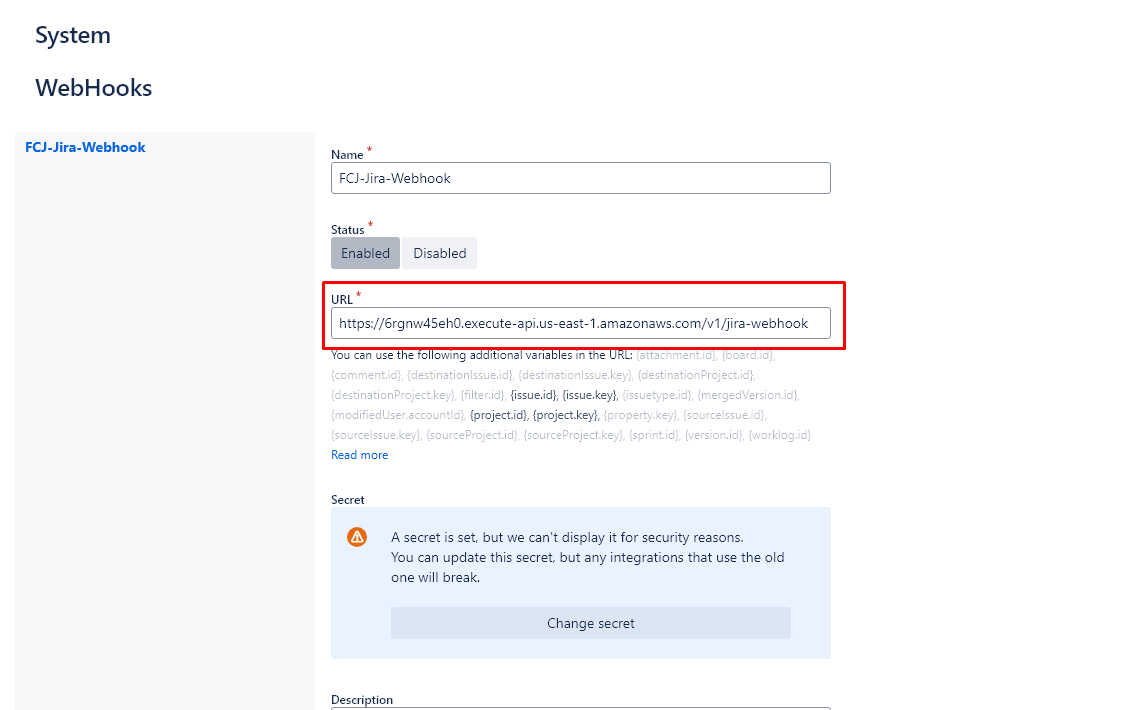 System
WebHooks
FCJ-Jira-Webhook
Name *
FCJ-Jira-Webhook
Status *
Enabled Disabled
URL *
https://6rgnw45eh0.execute-api.us-east-1.amazonaws.com/v1/jira-webhook
You can use the following additional variables in the URL: {attachment.id}, {board.id},
{comment.id}, {destinationIssue.id}, {destinationIssue.key}, {destinationProject.id},
{destinationProject.key}, {filter.id}, {issue.id}, {issue.key}, {issuetype.id}, {mergedVersion.id},
{modifiedUser.accountId}, {project.id}, {project.key}, {property.key}, {sourceIssue.id},
{sourceIssue.key}, {sourceProject.id}, {sourceProject.key}, {sprint.id}, {version.id}, {worklog.id}
Read more
Secret
A secret is set, but we can't display it for security reasons.
You can update this secret, but any integrations that use the old
one will break.
Change secret
Description